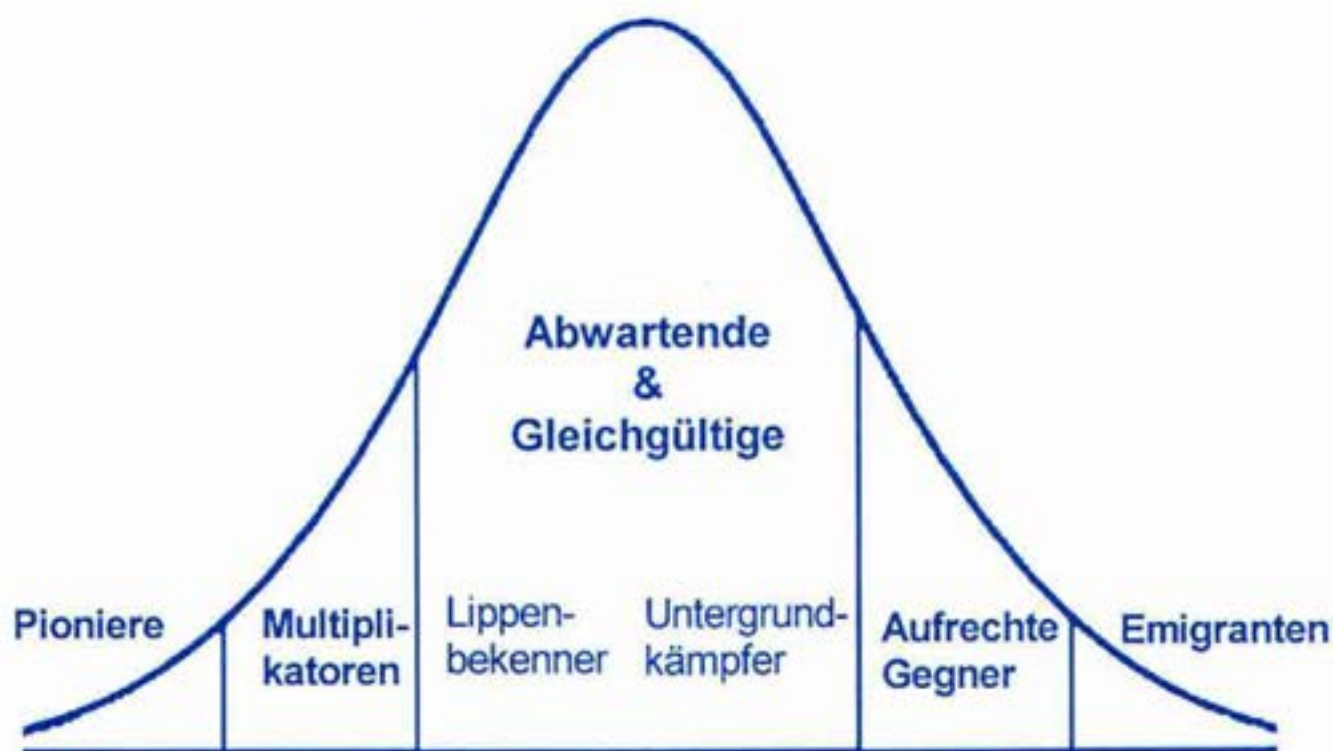 Abwartende
&
Gleichgültige
Pioniere
Multipli-
katoren
Lippen-
bekenner
Untergrund-
kämpfer
Aufrechte
Gegner
Emigranten